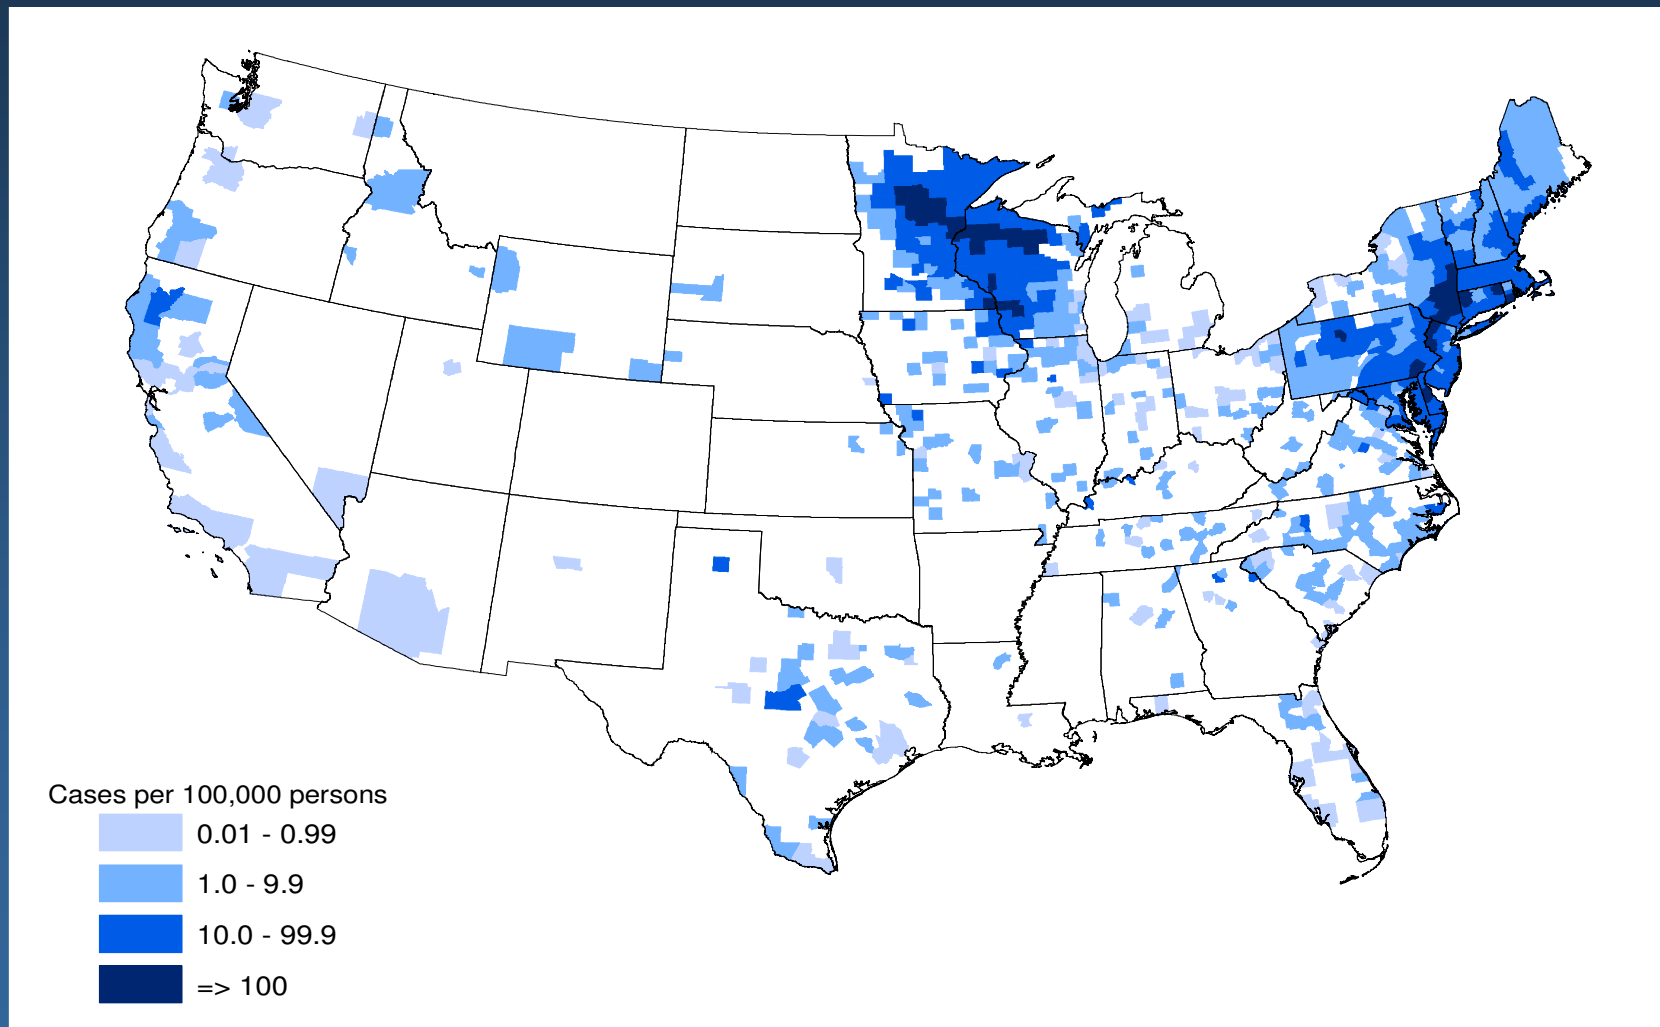 Cases per 100,000 persons
0.01 - 0.99
1.0 - 9.9
10.0 - 99.9
=> 100